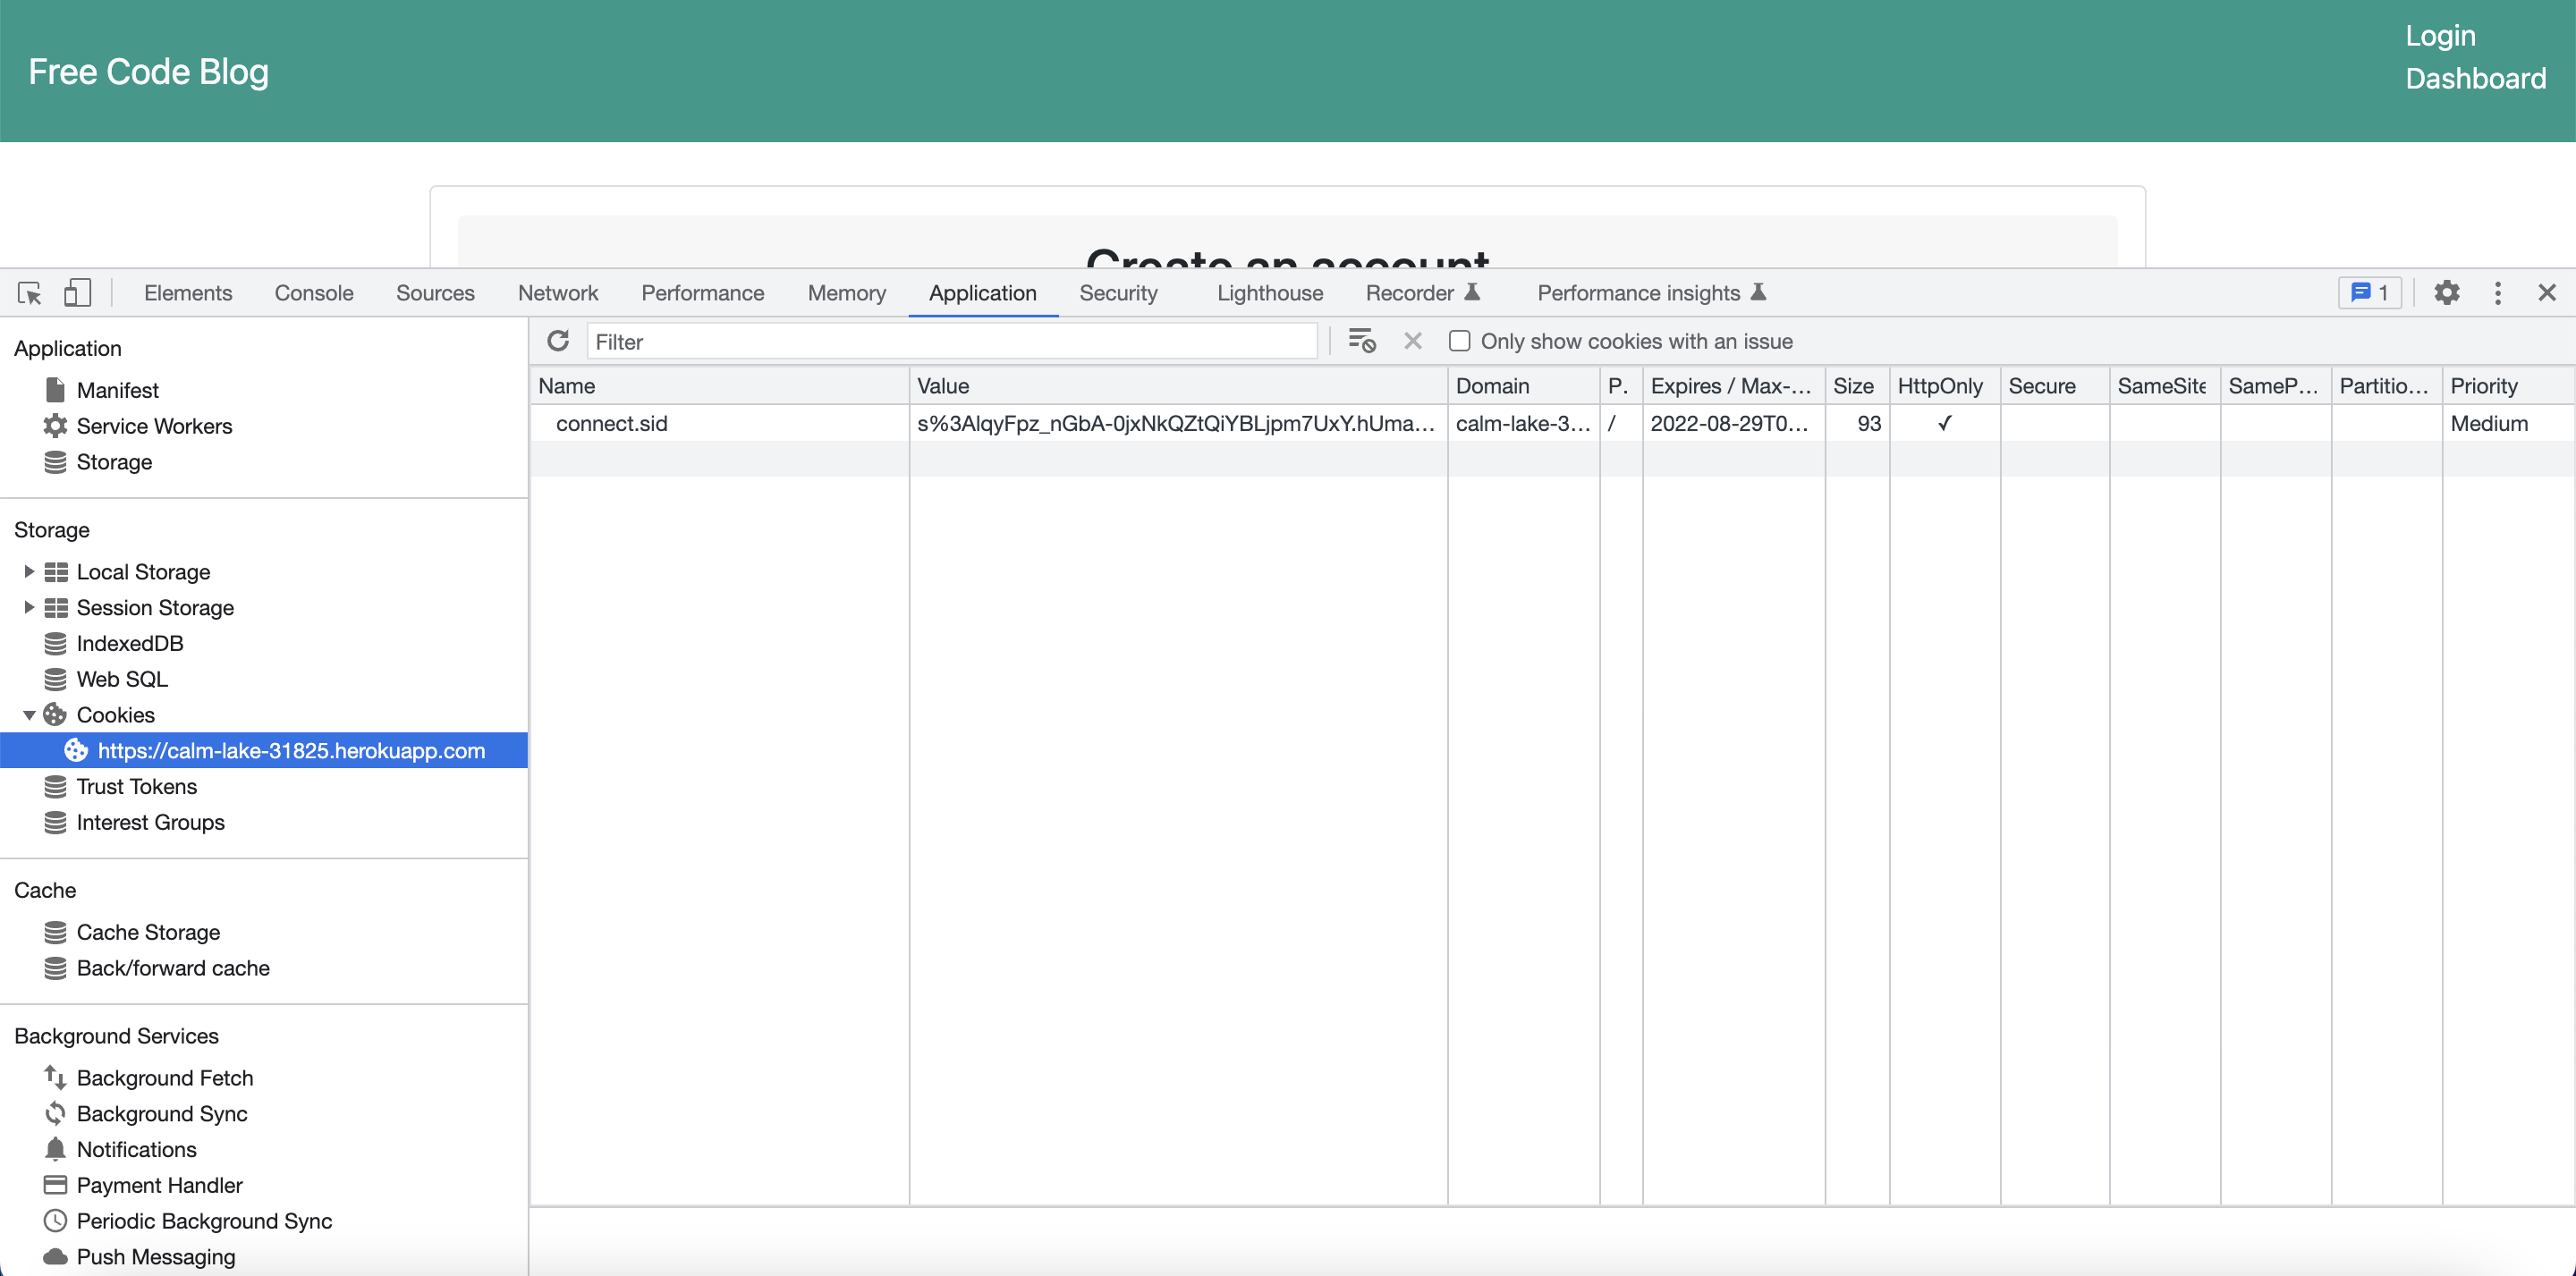 Free Code Blog
Login
Dashboard
Create an account
Elements Console Sources Network Performance Memory Application Security Lighthouse Recorder Performance insights 1
Application
Manifest
Service Workers
Storage
Storage
Local Storage
Session Storage
IndexedDB
Web SQL
Cookies
https://calm-lake-31825.herokuapp.com
Trust Tokens
Interest Groups
Cache
Cache Storage
Back/forward cache
Background Services
Background Fetch
Background Sync
Notifications
Payment Handler
Periodic Background Sync
Push Messaging
Filter Only show cookies with an issue
Name Value Domain P. Expires / Max-... Size HttpOnly Secure SameSite SameP... Partitio... Priority
connect.sid s%3AlqyFpz_nGbA-0jxNkQZtQiYBLjpm7UxY.hUma... calm-lake-3... / 2022-08-29T0... 93 ✓ Medium